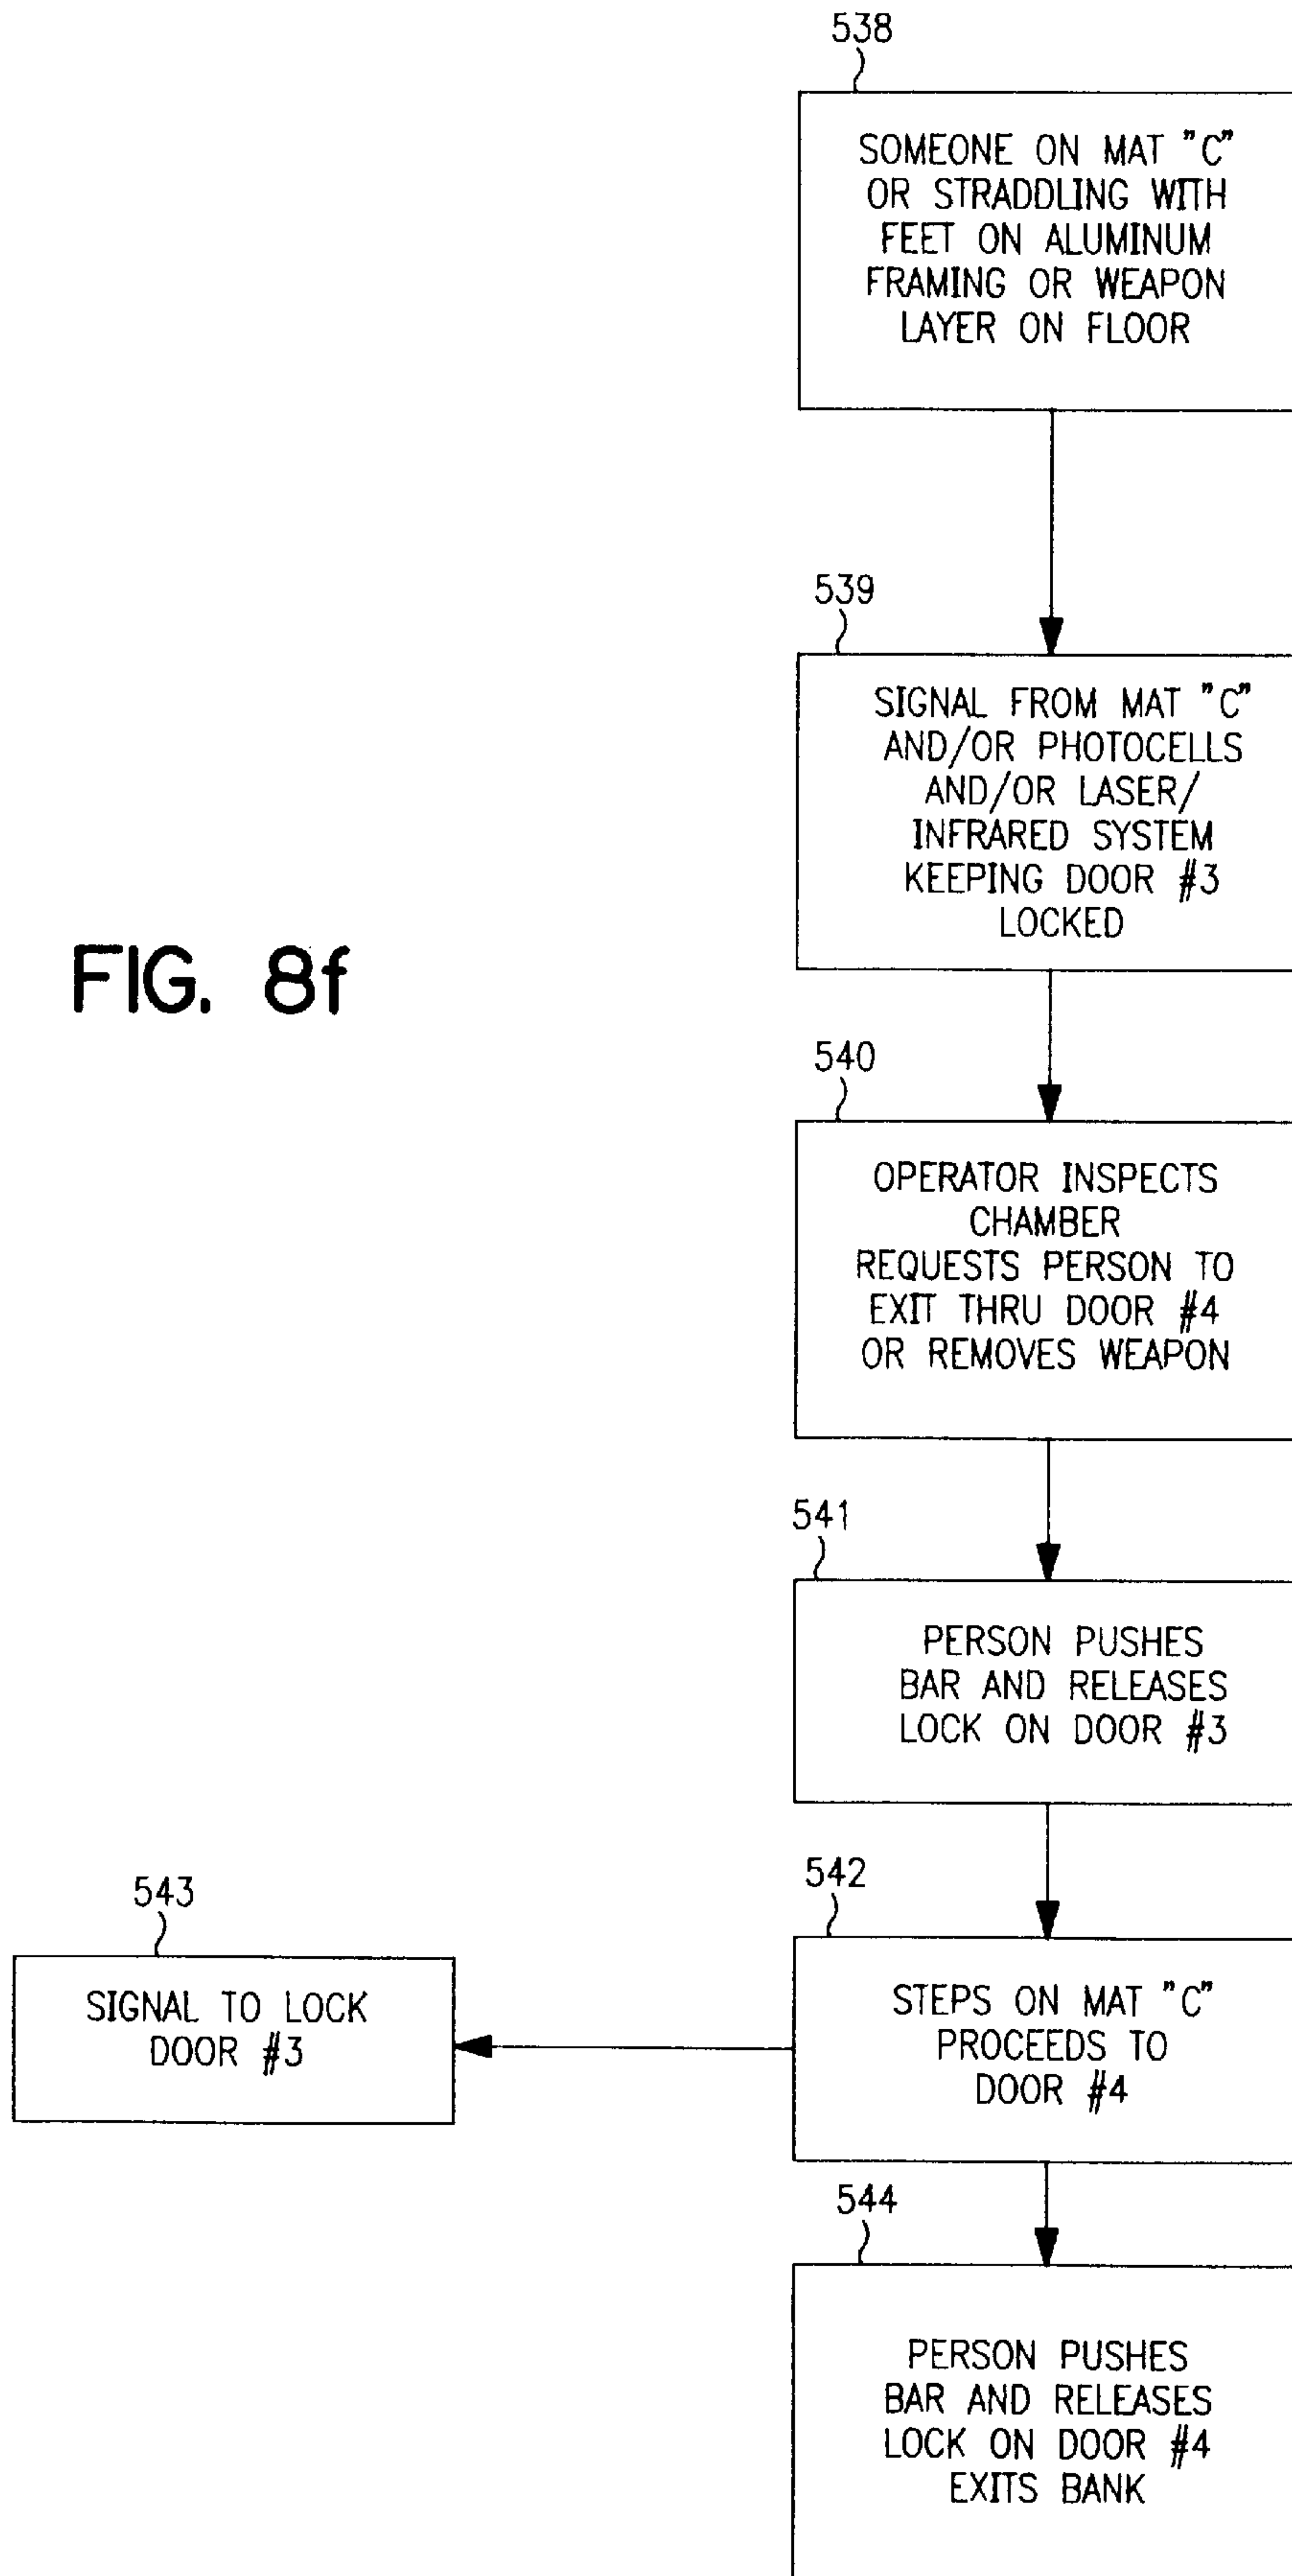 538
SOMEONE ON MAT "C"
OR STRADDLING WITH
FEET ON ALUMINUM
FRAMING OR WEAPON
LAYER ON FLOOR
539
SIGNAL FROM MAT "C"
AND/OR PHOTOCELLS
AND/OR LASER/
INFRARED SYSTEM
KEEPING DOOR #3
LOCKED
FIG. 8f
540
OPERATOR INSPECTS
CHAMBER
REQUESTS PERSON TO
EXIT THRU DOOR #4
OR REMOVES WEAPON
541
PERSON PUSHES
BAR AND RELEASES
LOCK ON DOOR #3
542
STEPS ON MAT "C"
PROCEEDS TO
DOOR #4
543
SIGNAL TO LOCK
DOOR #3
544
PERSON PUSHES
BAR AND RELEASES
LOCK ON DOOR #4
EXITS BANK